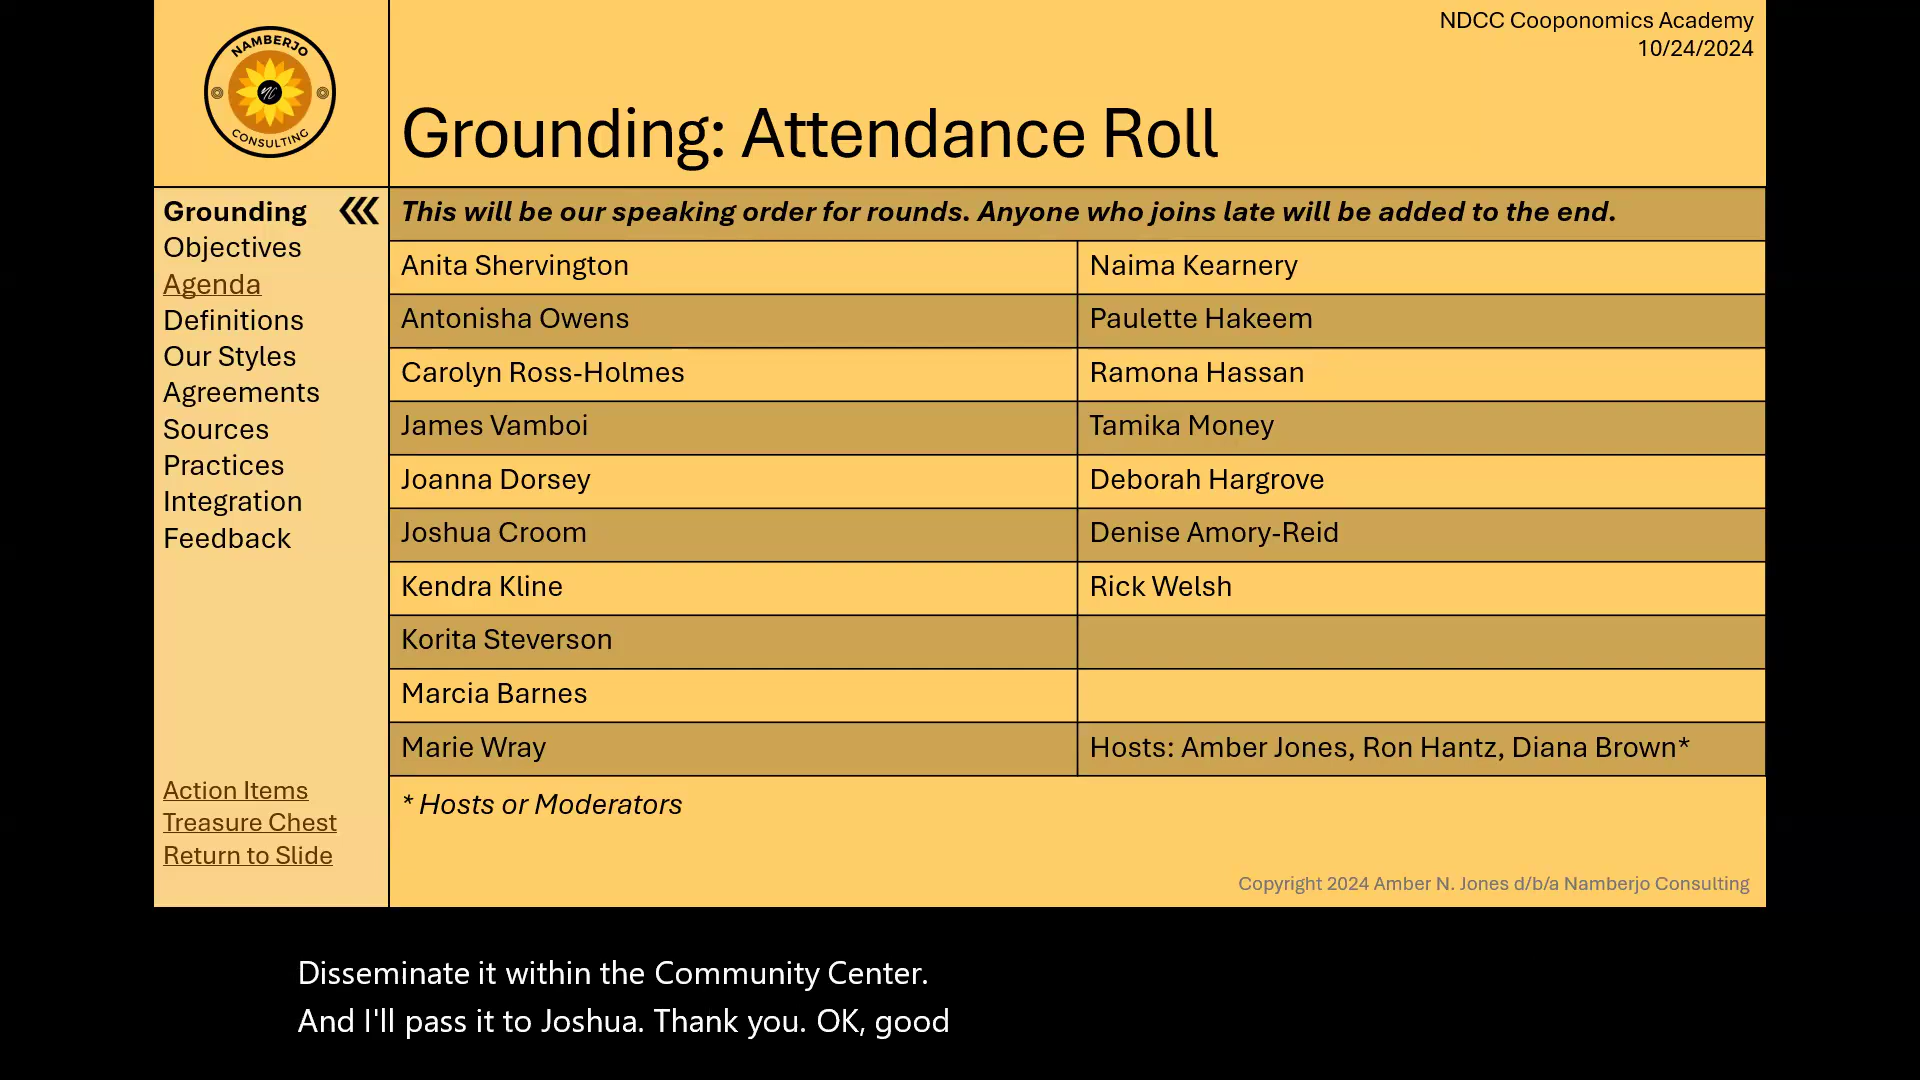 NAMBERJO
NC
CONSULTING
NDCC Cooponomics Academy
10/24/2024
Grounding: Attendance Roll
Grounding
Objectives
Agenda
Definitions
Our Styles
Agreements
Sources
Practices
Integration
Feedback
Action Items
Treasure Chest
Return to Slide
This will be our speaking order for rounds. Anyone who joins late will be added to the end.
Anita Shervington
Naima Kearnery
Antonisha Owens
Paulette Hakeem
Carolyn Ross-Holmes
Ramona Hassan
James Vamboi
Tamika Money
Joanna Dorsey
Deborah Hargrove
Joshua Croom
Denise Amory-Reid
Kendra Kline
Rick Welsh
Korita Steverson
Marcia Barnes
Marie Wray
Hosts: Amber Jones, Ron Hantz, Diana Brown*
* Hosts or Moderators
Copyright 2024 Amber N. Jones d/b/a Namberjo Consulting
Disseminate it within the Community Center.
And I'll pass it to Joshua. Thank you. OK, good